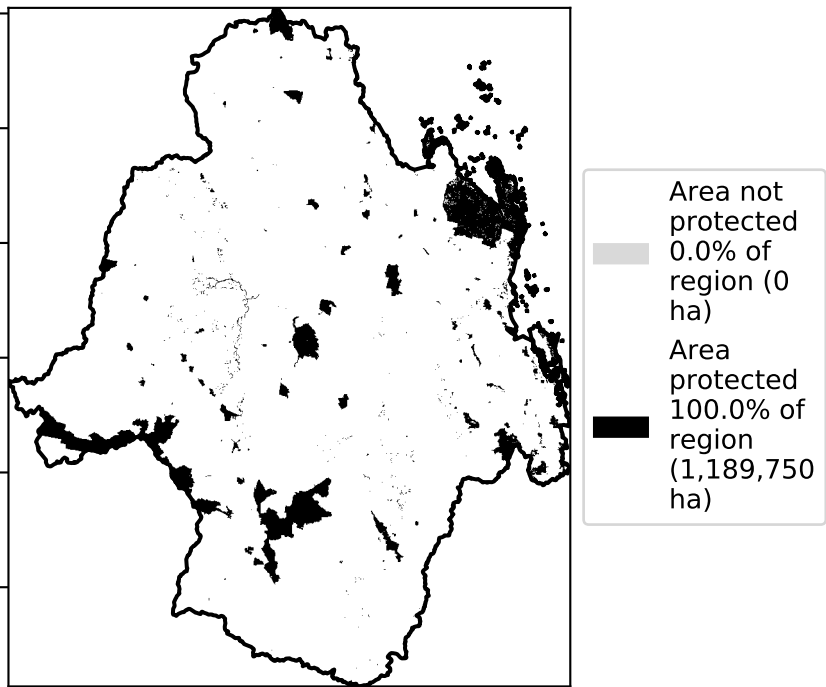 Area not
protected
0.0% of
region (0
ha)
Area
protected
100.0% of
region
(1,189,750
ha)